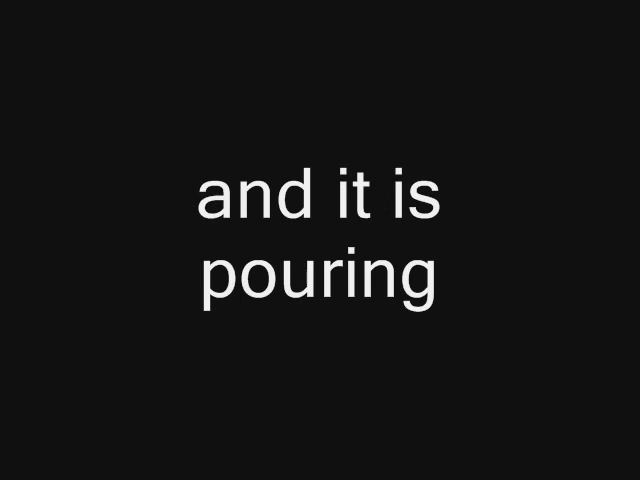 and it is
pouring